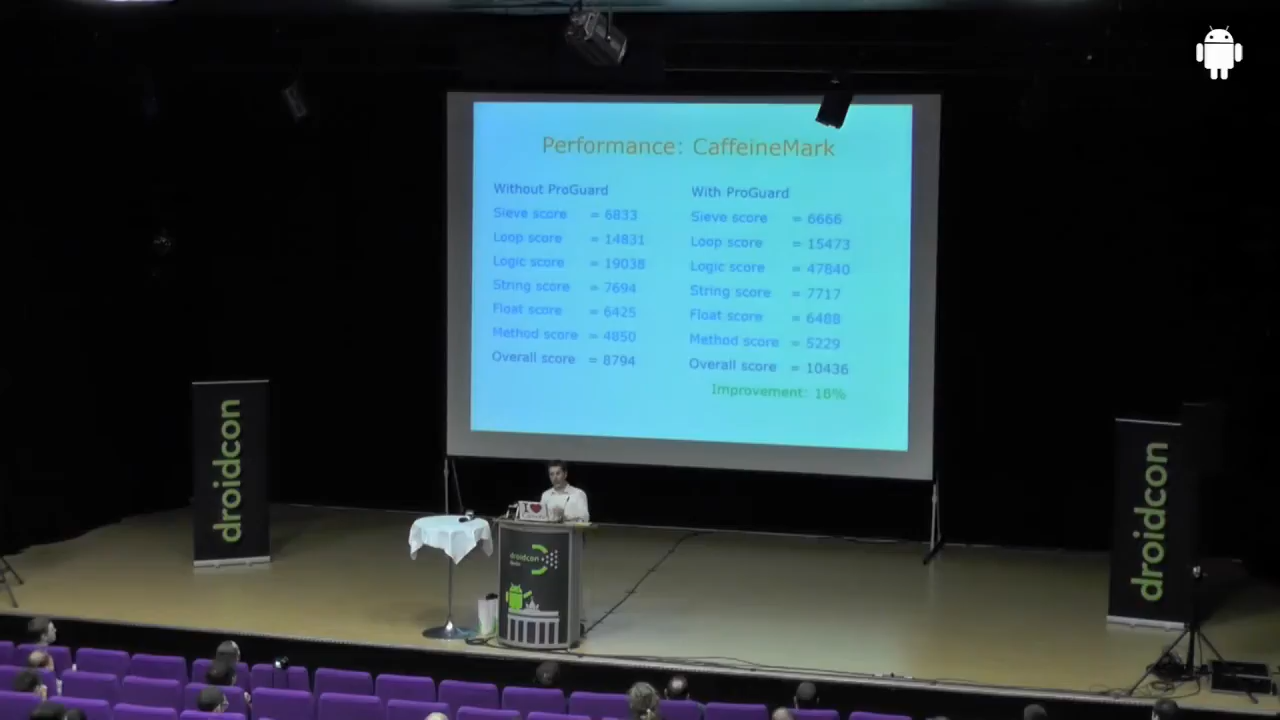 Performance: CaffeineMark
Without ProGuard
Sieve score = 6833
Loop score = 14831
Logic score = 19038
String score = 7694
Float score = 6425
Method score = 4850
Overall score = 8794
With ProGuard
Sieve score = 6666
Loop score = 15473
Logic score = 47840
String score = 7717
Float score = 6488
Method score = 5229
Overall score = 10436
Improvement: 18%
droidcon
droidcon
droidcon
I